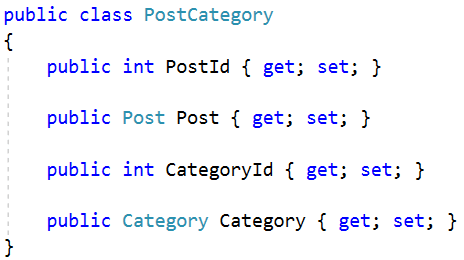 public class PostCategory
{
public int PostId { get; set; }
public Post Post { get; set; }
public int CategoryId { get; set; }
public Category Category { get; set; }
}